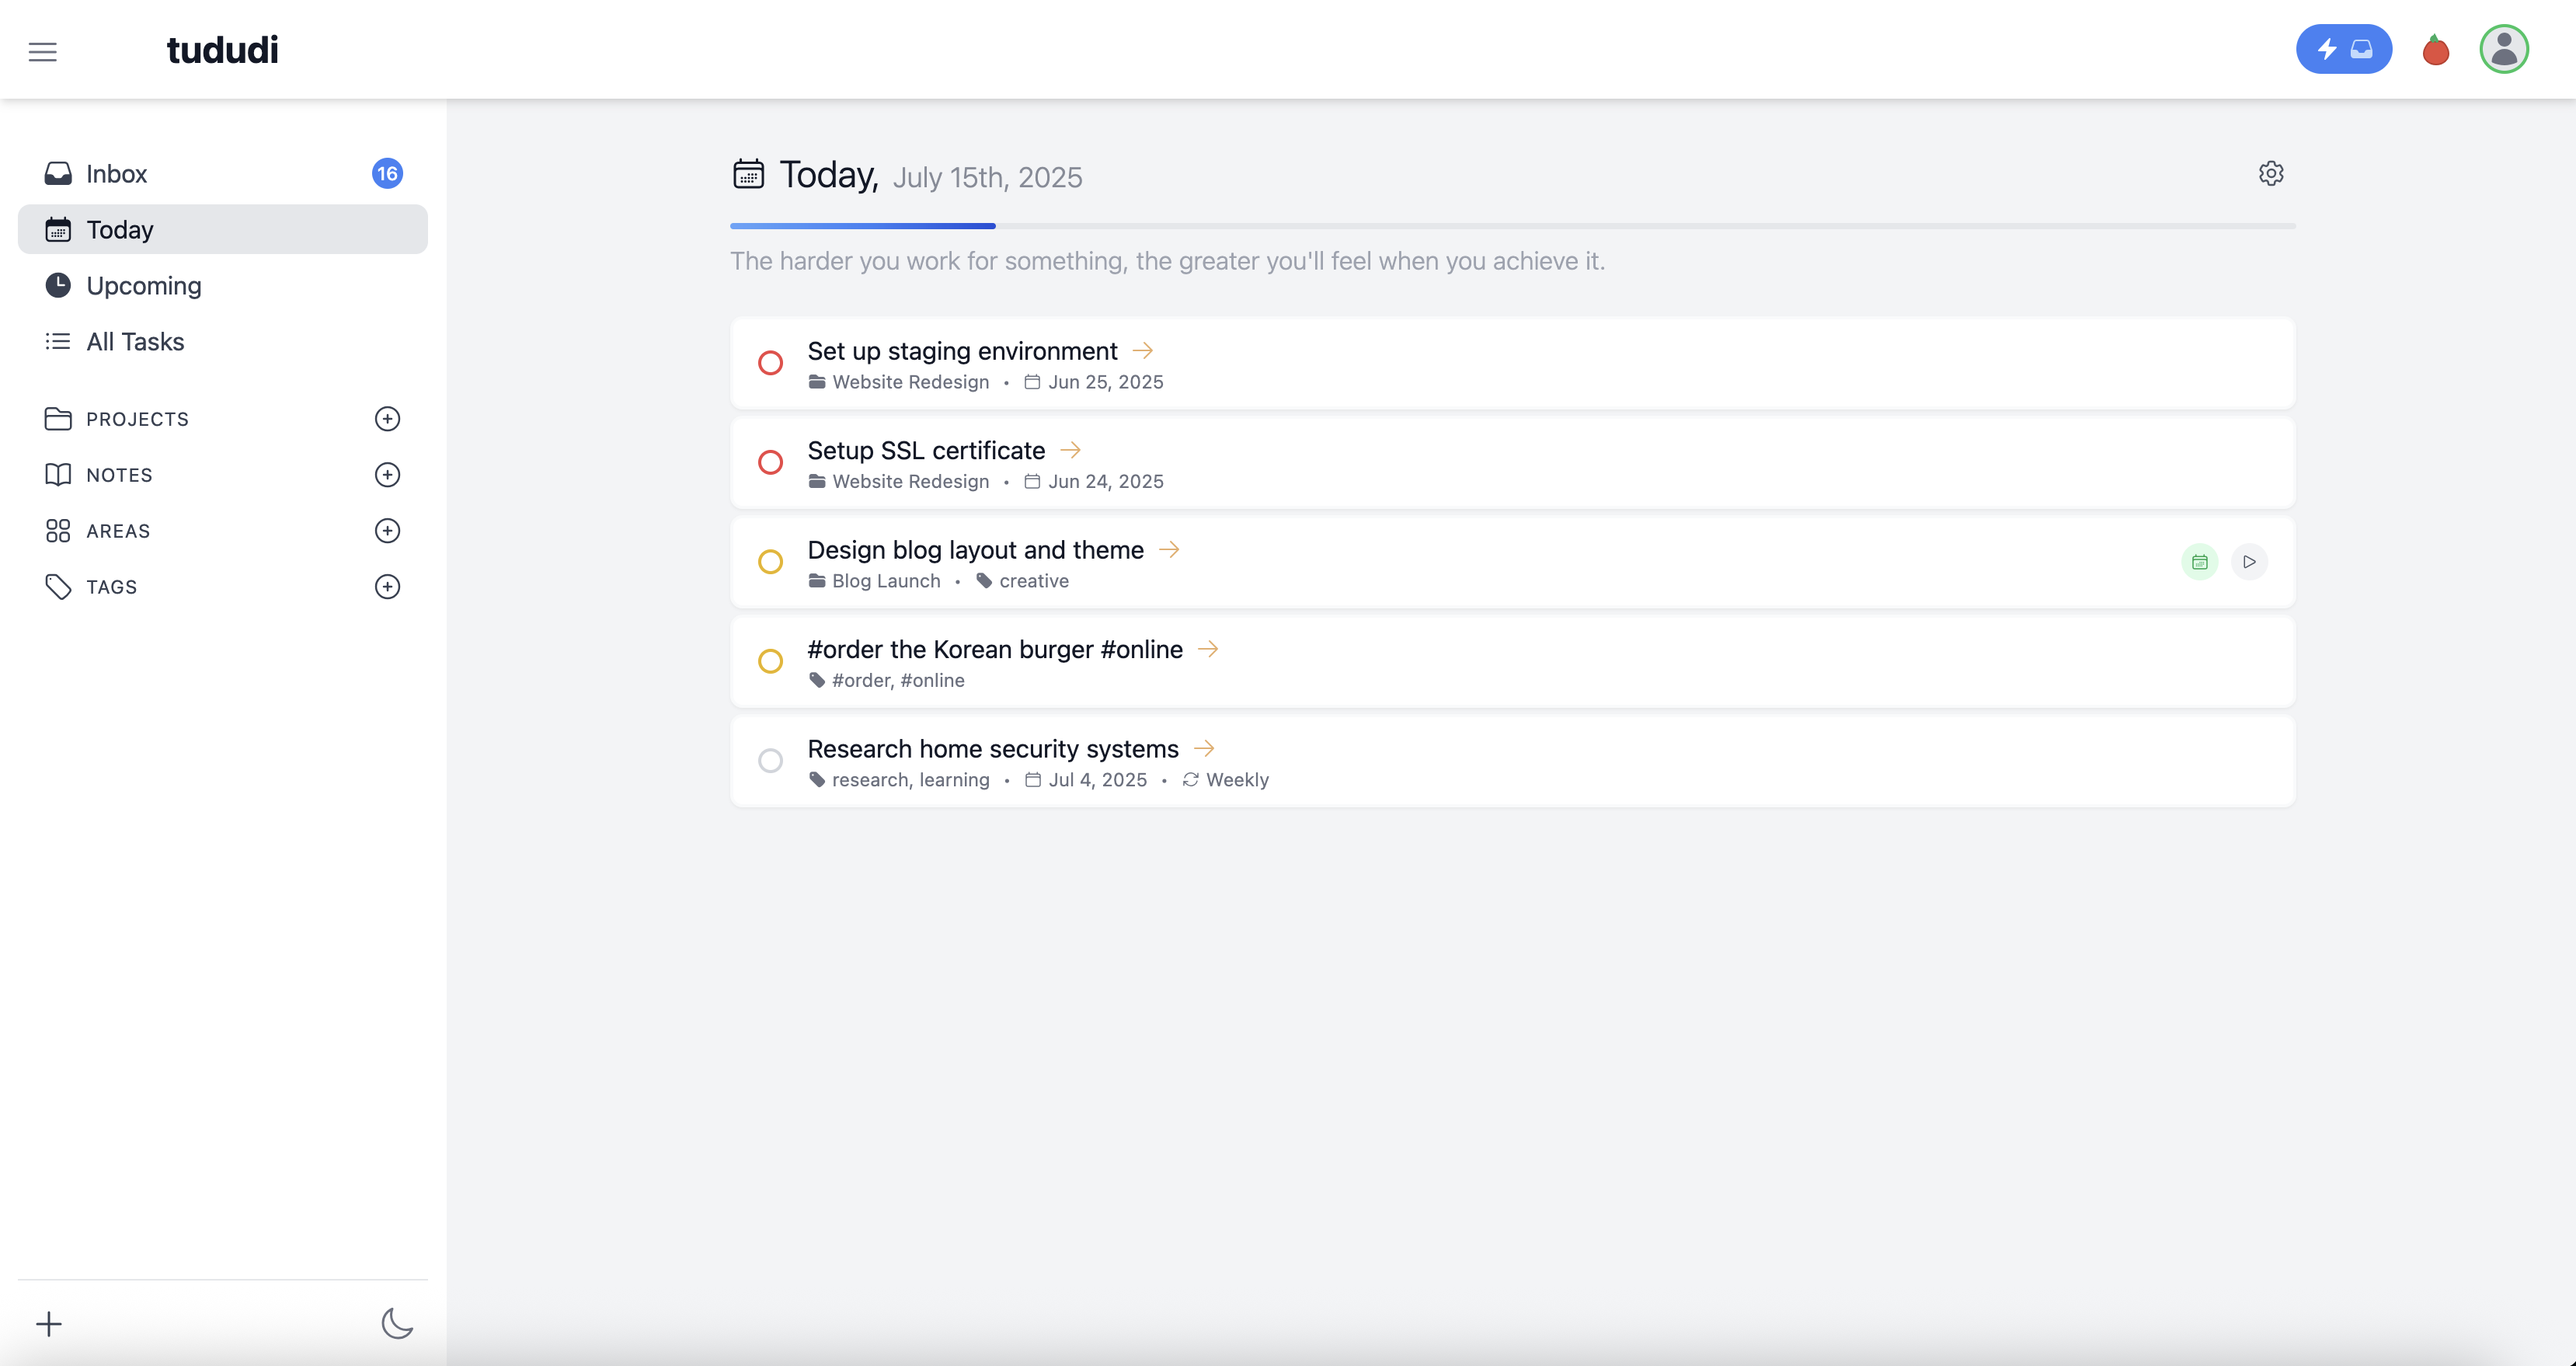 tududi
Inbox 16
Today
Upcoming
All Tasks
PROJECTS
NOTES
AREAS
TAGS
Today, July 15th, 2025
The harder you work for something, the greater you'll feel when you achieve it.
Set up staging environment
Website Redesign • Jun 25, 2025
Setup SSL certificate
Website Redesign • Jun 24, 2025
Design blog layout and theme
Blog Launch • creative
#order the Korean burger #online
#order, #online
Research home security systems
research, learning • Jul 4, 2025 • Weekly